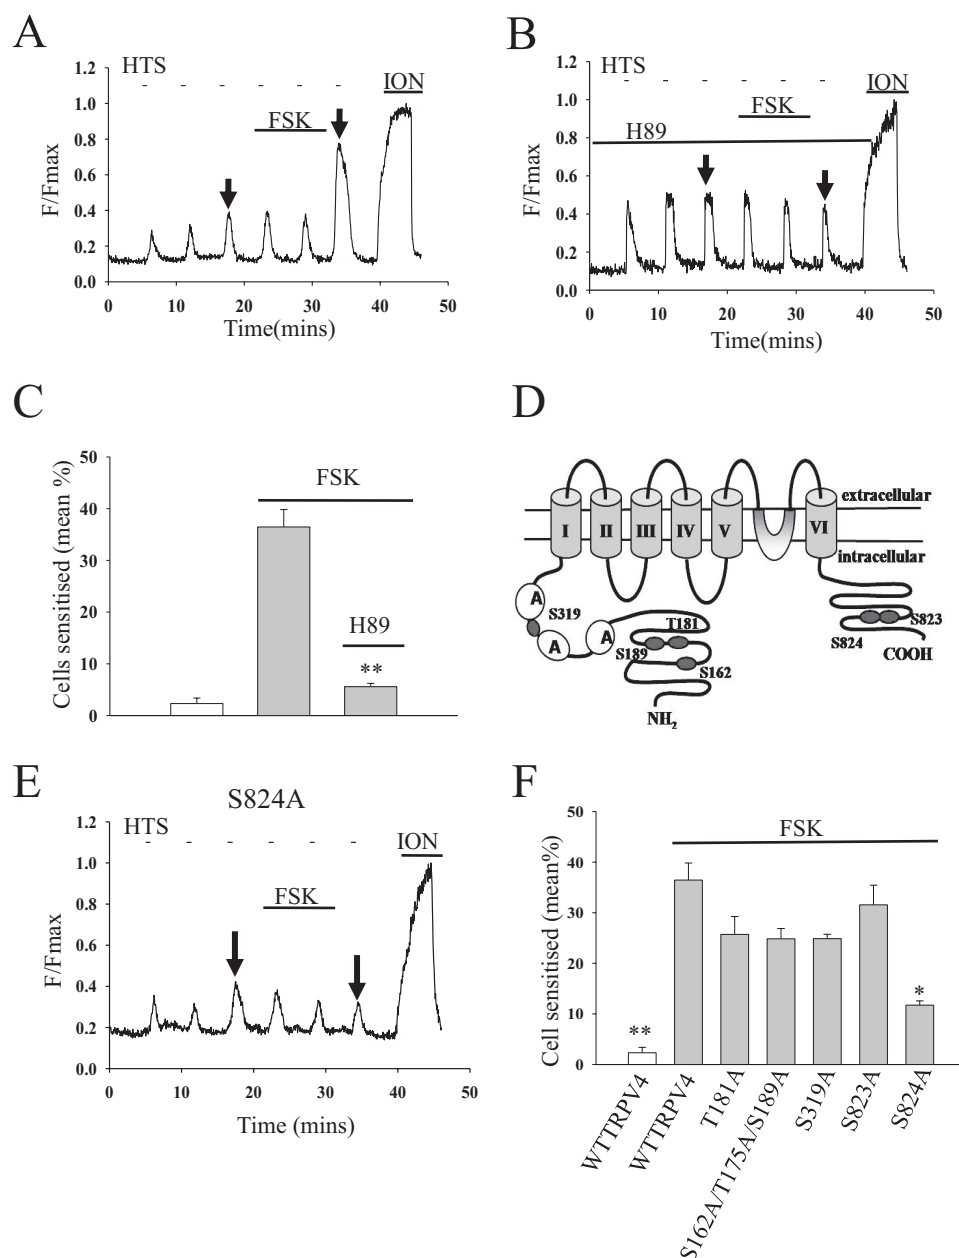 A
B
HTS
ION
FSK
F/Fmax
1.2
1.0
0.8
0.6
0.4
0.2
0.0
0
10
20
30
40
50
Time(mins)
HTS
ION
FSK
H89
F/Fmax
1.2
1.0
0.8
0.6
0.4
0.2
0.0
0
10
20
30
40
50
Time(mins)
C
D
Cells sensitised (mean %)
50
40
30
20
10
0
FSK
H89
**
extracellular
intracellular
I
II
III
IV
V
VI
A
S319
A
A
T181
S189
S162
NH2
S823
S824
COOH
E
F
S824A
HTS
ION
FSK
F/Fmax
1.2
1.0
0.8
0.6
0.4
0.2
0.0
0
10
20
30
40
50
Time (mins)
Cell sensitised (mean%)
50
40
30
20
10
0
FSK
**
*
WTTRPV4
WTTRPV4
T181A
S162A/T175A/S189A
S319A
S823A
S824A